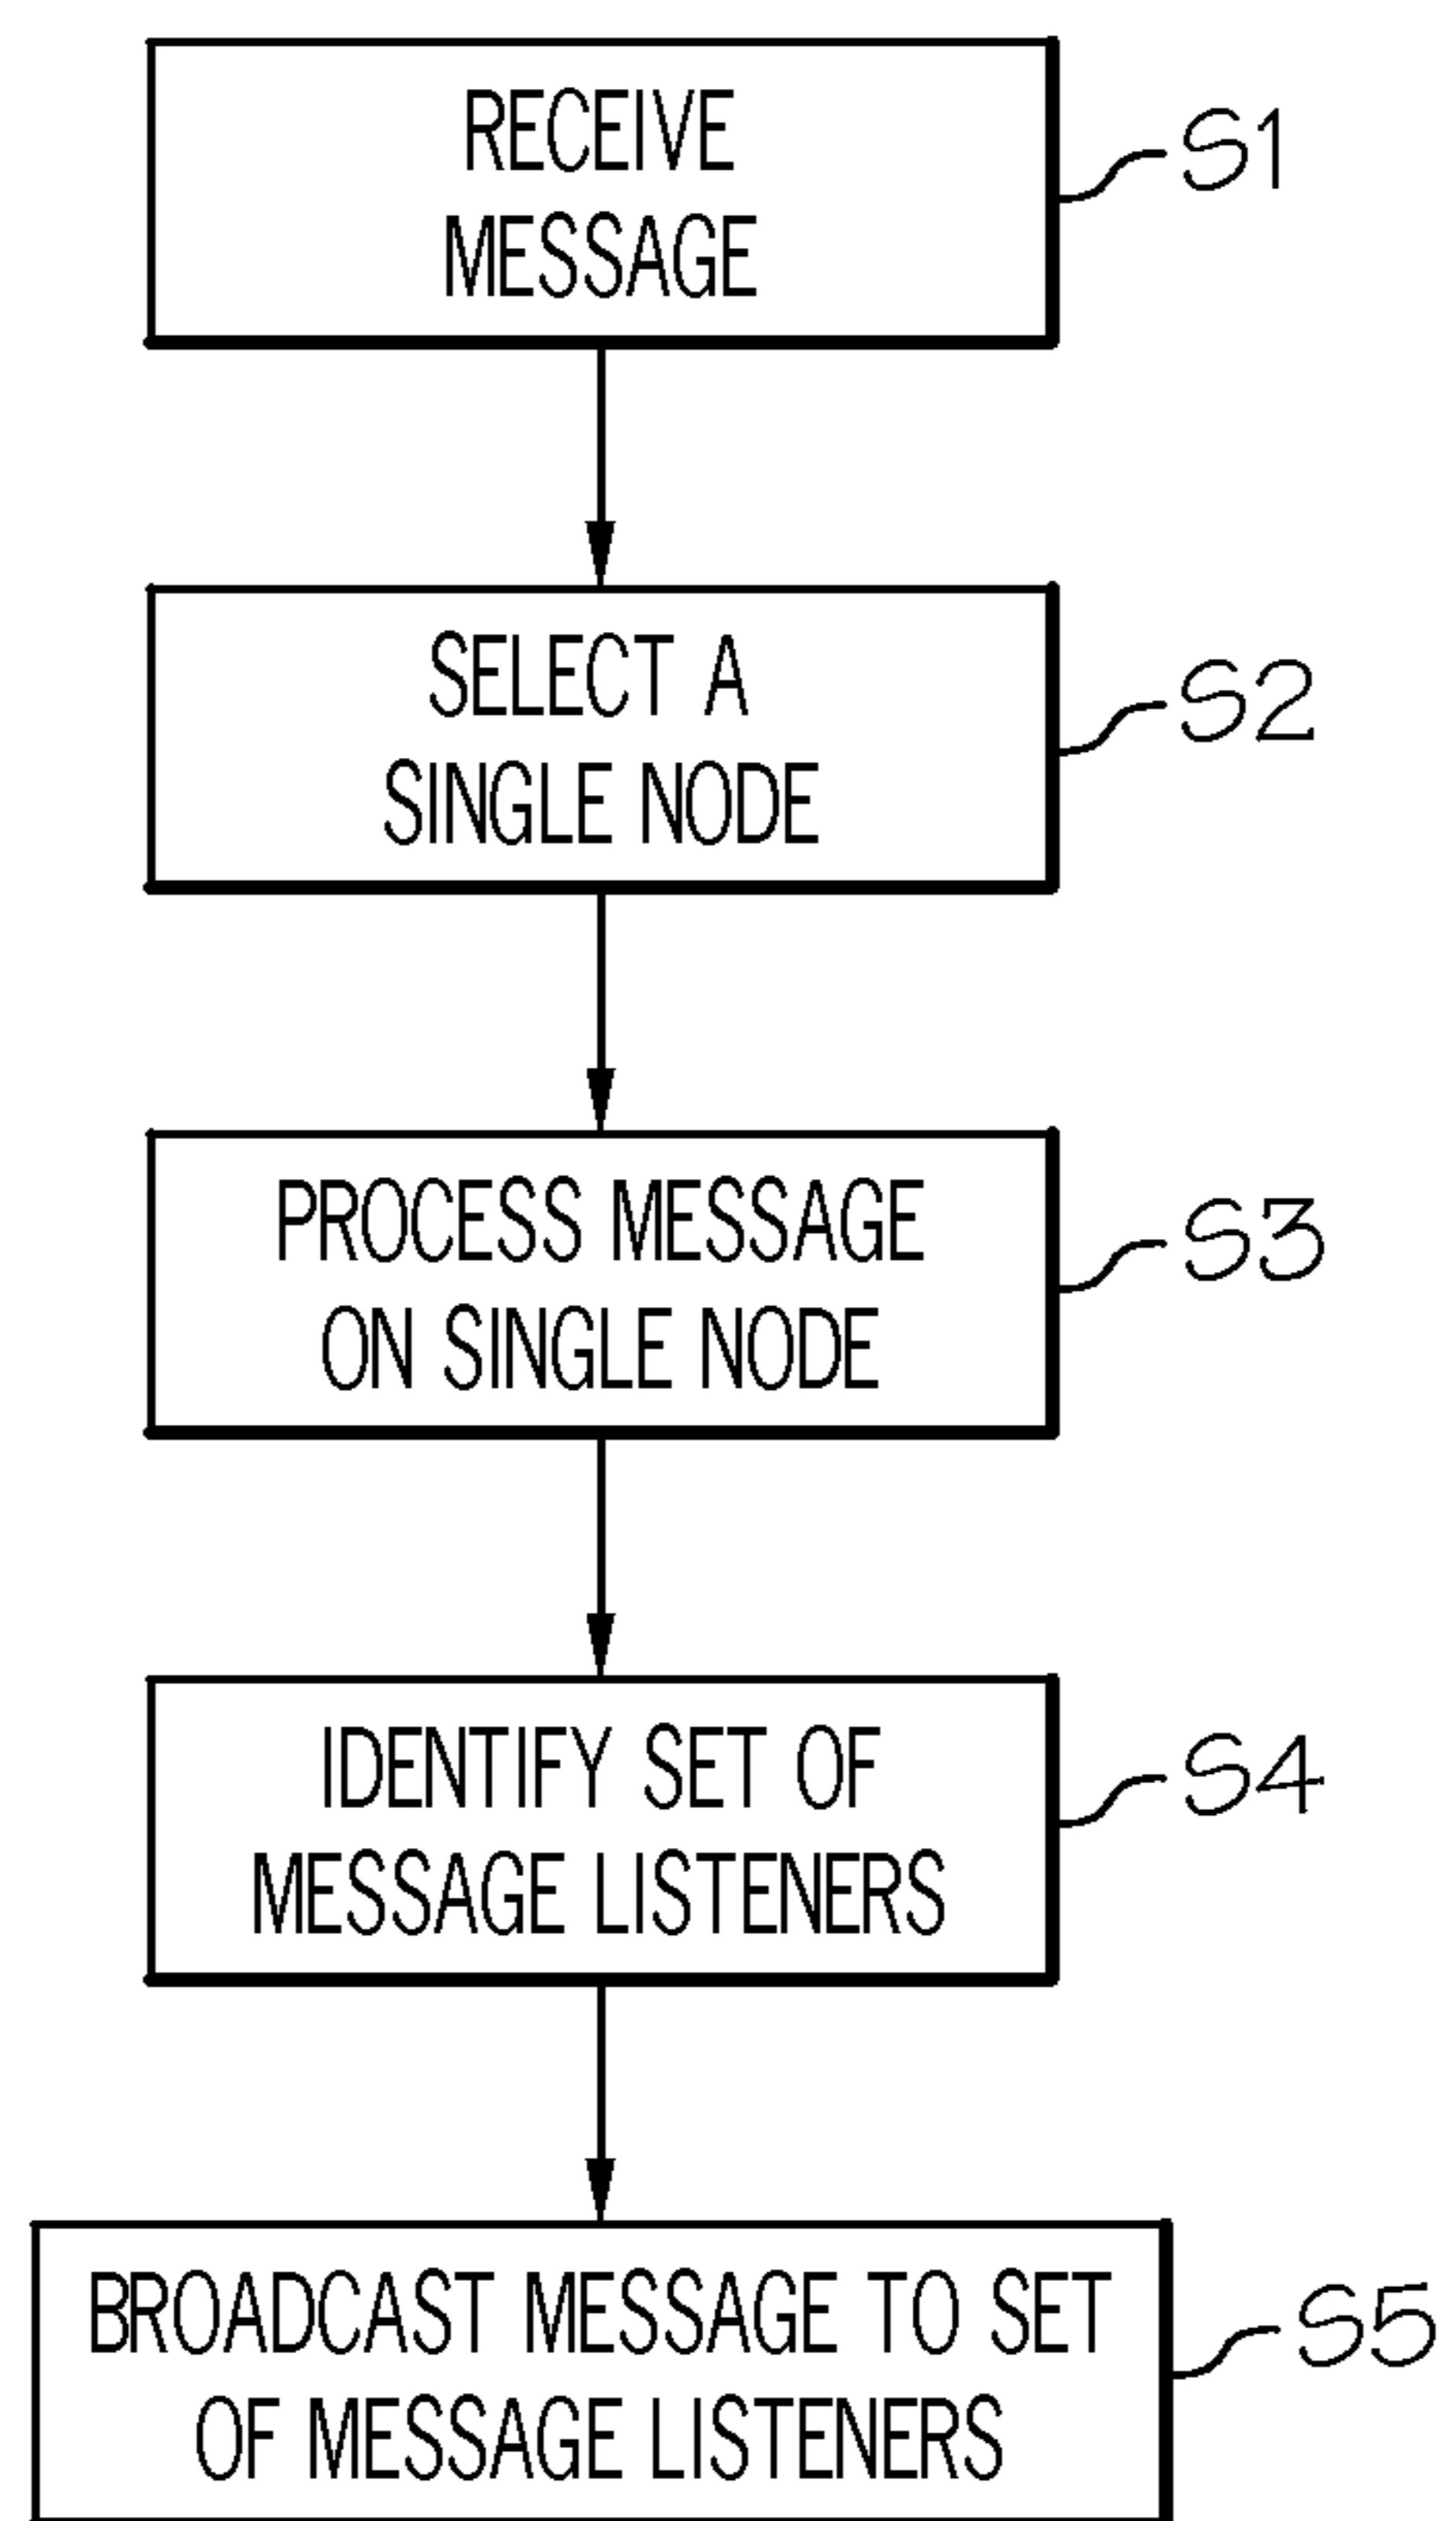 RECEIVE
MESSAGE
S1
SELECT A
SINGLE NODE
S2
PROCESS MESSAGE
ON SINGLE NODE
S3
IDENTIFY SET OF
MESSAGE LISTENERS
S4
BROADCAST MESSAGE TO SET
OF MESSAGE LISTENERS
S5